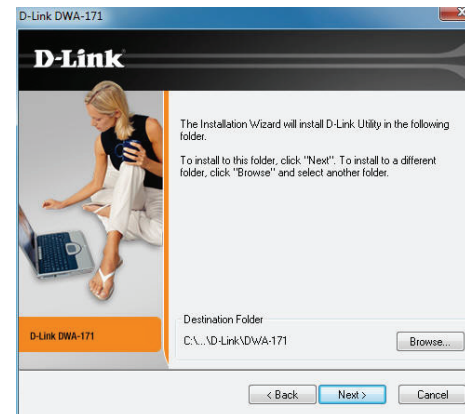 D-Link DWA-171
D-Link
The Installation Wizard will install D-Link Utility in the following
folder.
To install to this folder, click "Next". To install to a different
folder, click "Browse" and select another folder.
Destination Folder
D-Link DWA-171
C:\...\D-Link\DWA-171
Browse...
< Back
Next >
Cancel